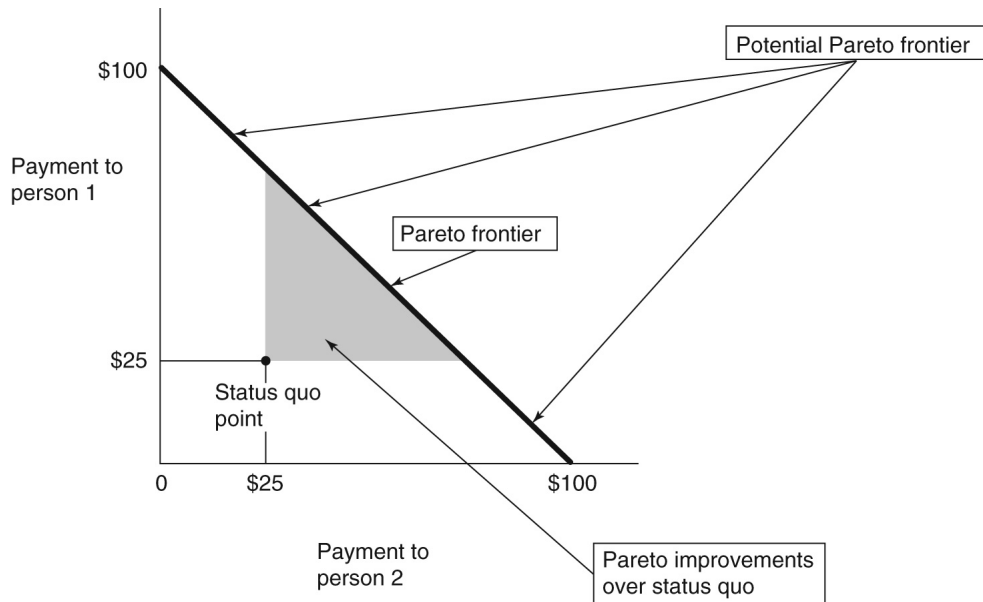 Potential Pareto frontier
$100
Payment to
person 1
Pareto frontier
$25
Status quo
point
0
$25
$100
Payment to
person 2
Pareto improvements
over status quo